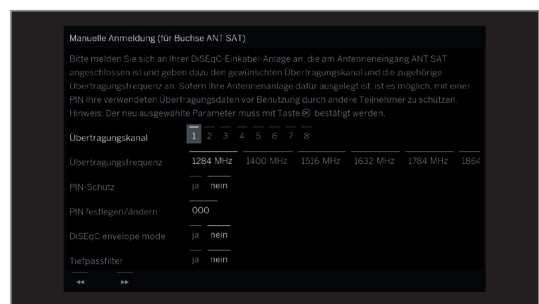 Manuelle Anmeldung (für Buchse ANT SAT)
Bitte melden Sie sich an Ihrer DiSEqC-Einkabel-Anlage an, die am Antenneneingang ANT SAT
angeschlossen ist und geben dazu den gewünschten Übertragungskanal und die zugehörige
Übertragungsfrequenz an. Sofern Ihre Antennenanlage dafür ausgelegt ist, ist es möglich, mit einer
PIN Ihre verwendeten Übertragungsdaten vor Benutzung durch andere Teilnehmer zu schützen.
Hinweis: Der neu ausgewählte Parameter muss mit Taste bestätigt werden.
Übertragungskanal 1 2 3 4 5 6 7 8
Übertragungsfrequenz 1284 MHz 1400 MHz 1516 MHz 1632 MHz 1784 MHz 1864
PIN-Schutz ja nein
PIN festlegen/ändern 000
DiSEqC envelope mode ja nein
Tiefpassfilter ja nein